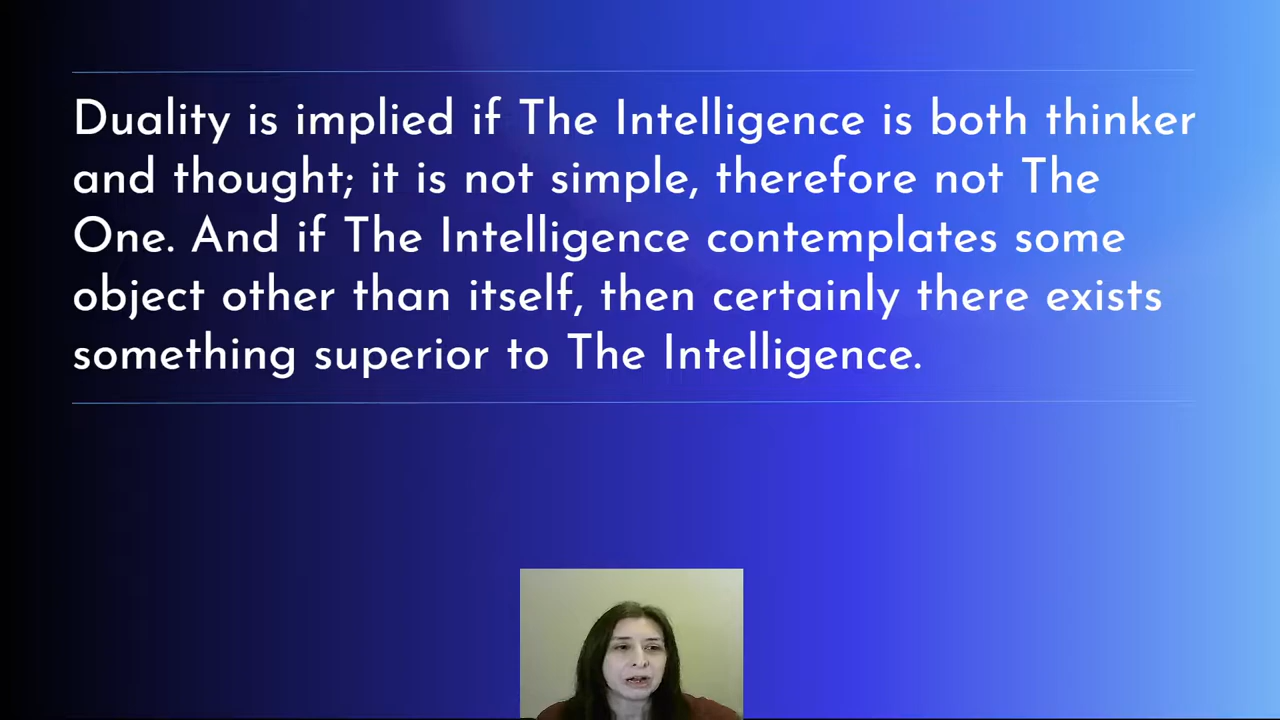 Duality is implied if The Intelligence is both thinker
and thought; it is not simple, therefore not The
One. And if The Intelligence contemplates some
object other than itself, then certainly there exists
something superior to The Intelligence.